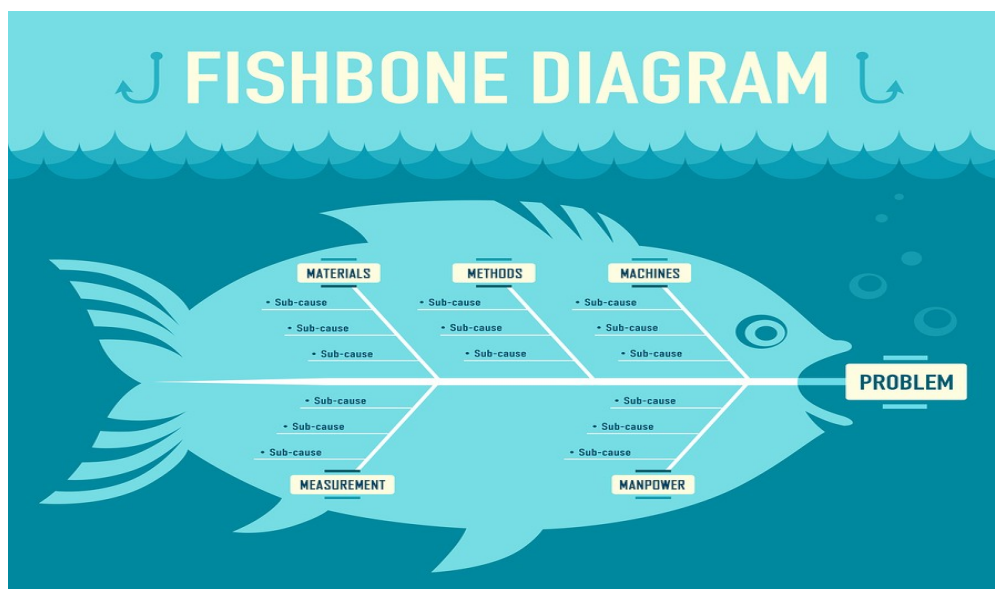 FISHBONE DIAGRAM
MATERIALS
• Sub-cause
• Sub-cause
• Sub-cause
METHODS
• Sub-cause
• Sub-cause
• Sub-cause
MACHINES
• Sub-cause
• Sub-cause
• Sub-cause
PROBLEM
• Sub-cause
• Sub-cause
• Sub-cause
MEASUREMENT
• Sub-cause
• Sub-cause
• Sub-cause
MANPOWER